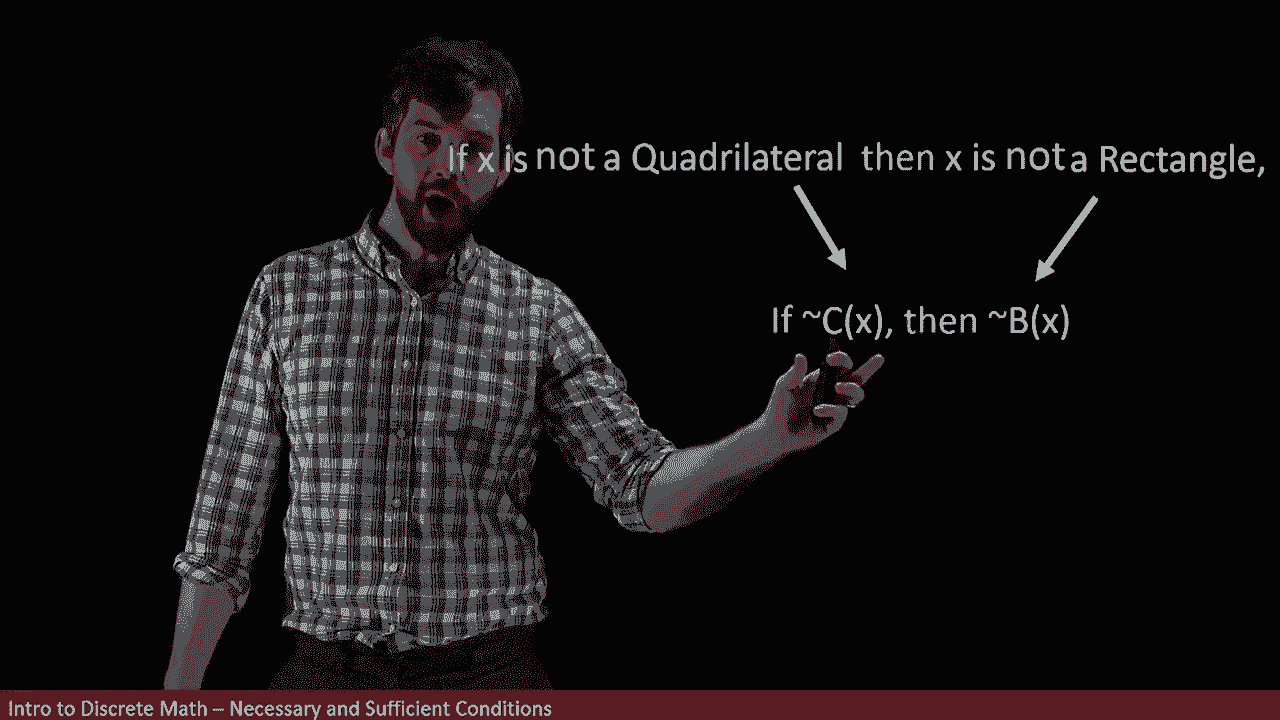 If x is not a Quadrilateral then x is not a Rectangle,
If ~C(x), then ~B(x)
Intro to Discrete Math – Necessary and Sufficient Conditions